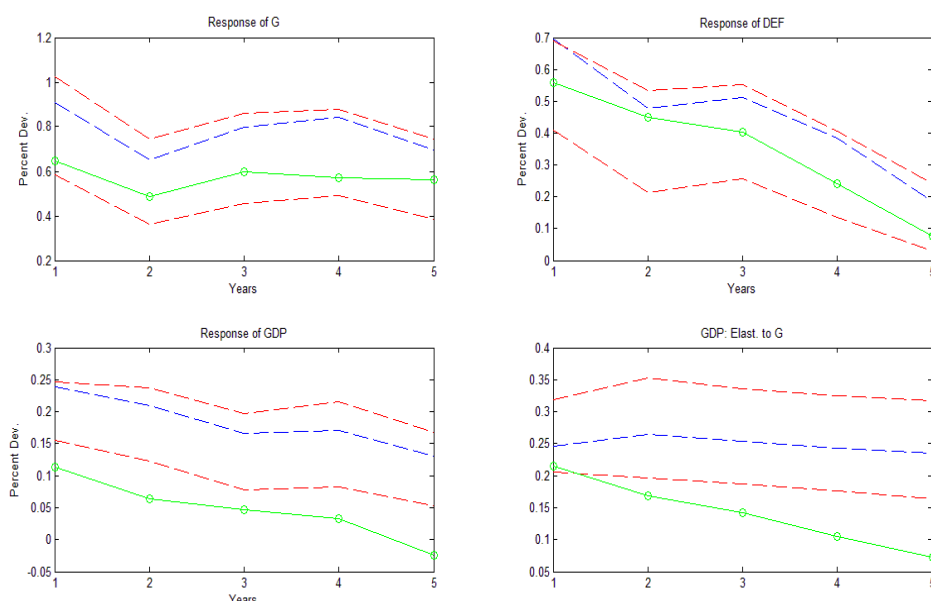 Response of G
Percent Dev.
1.2
1
0.8
0.6
0.4
0.2
1 2 3 4 5
Years
Response of DEF
Percent Dev.
0.7
0.6
0.5
0.4
0.3
0.2
0.1
0
1 2 3 4 5
Years
Response of GDP
Percent Dev.
0.3
0.25
0.2
0.15
0.1
0.05
0
-0.05
1 2 3 4 5
Years
GDP: Elast. to G
0.4
0.35
0.3
0.25
0.2
0.15
0.1
0.05
1 2 3 4 5
Years